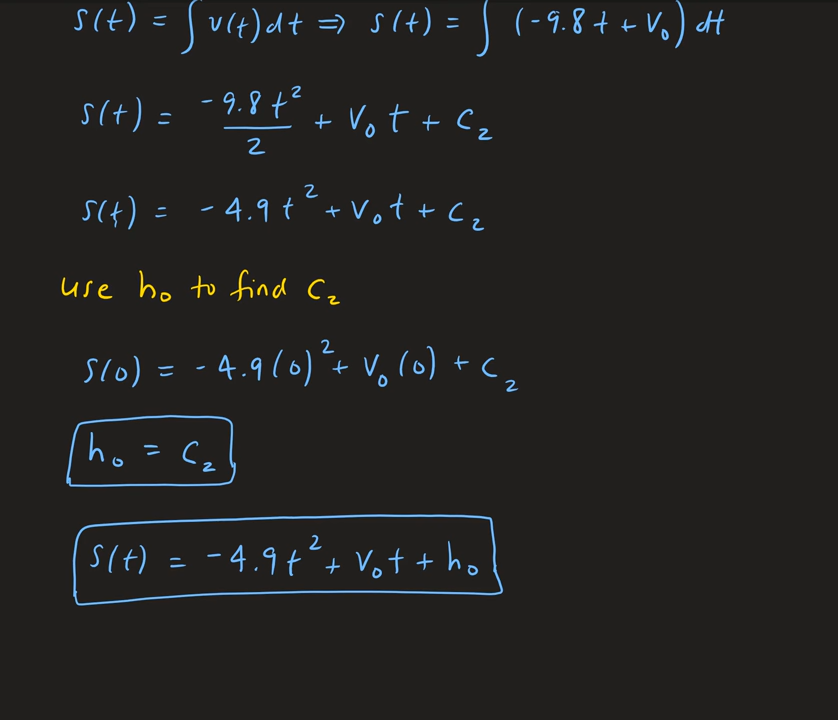 s(t) = ∫ v(t)dt ⇒ s(t) = ∫ (-9.8t + V₀) dt
s(t) = -9.8t²/2 + V₀t + C₂
s(t) = -4.9t² + V₀t + C₂
use h₀ to find C₂
s(0) = -4.9(0)² + V₀(0) + C₂
h₀ = C₂
s(t) = -4.9t² + V₀t + h₀